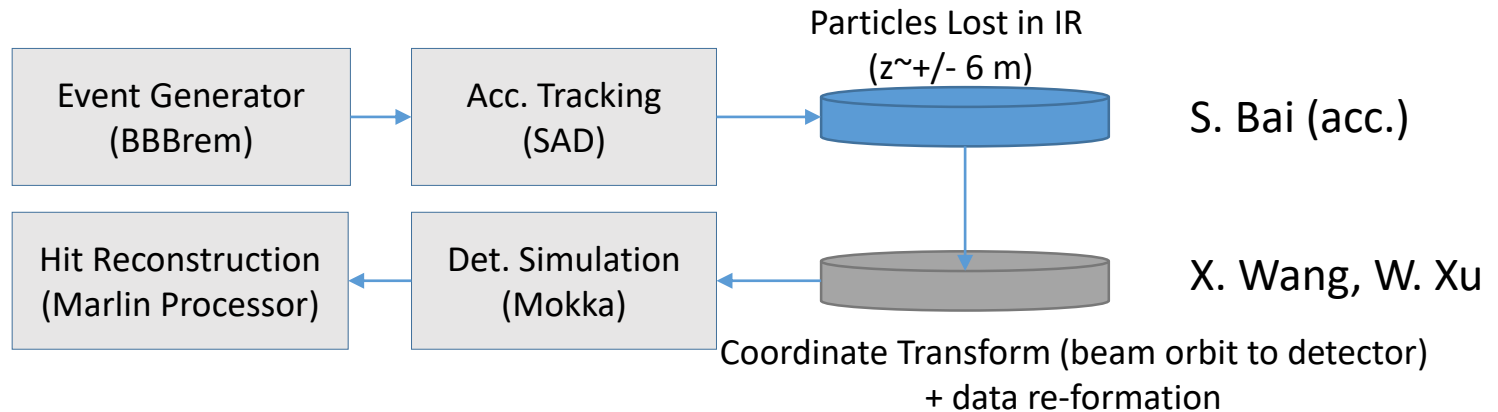 Particles Lost in IR
(z~+/- 6 m)
Event Generator
(BBBrem)
Acc. Tracking
(SAD)
S. Bai (acc.)
Hit Reconstruction
(Marlin Processor)
Det. Simulation
(Mokka)
X. Wang, W. Xu
Coordinate Transform (beam orbit to detector)
+ data re-formation